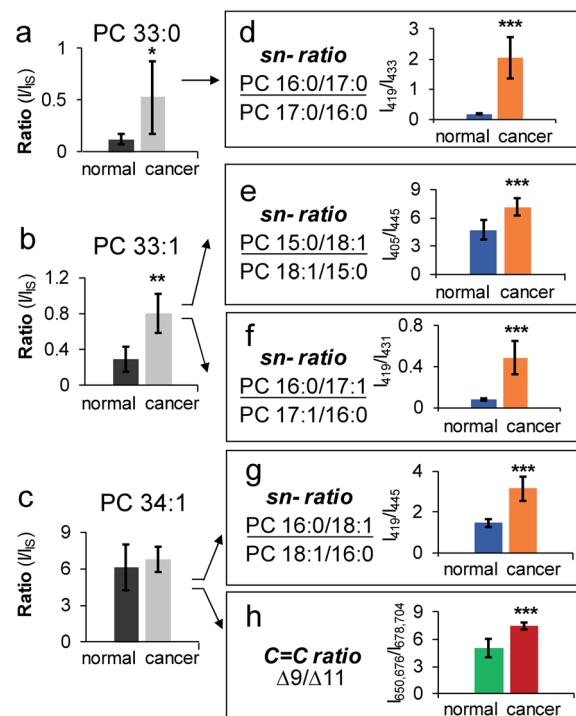 a
PC 33:0
Ratio (I/I_IS)
1
0.5
0
*
normal cancer
d
sn- ratio
PC 16:0/17:0
PC 17:0/16:0
I419/I433
3
2
1
0
***
normal cancer
b
PC 33:1
Ratio (I/I_IS)
1.2
0.8
0.4
0
**
normal cancer
e
sn- ratio
PC 15:0/18:1
PC 18:1/15:0
I405/I445
9
6
3
0
***
normal cancer
f
sn- ratio
PC 16:0/17:1
PC 17:1/16:0
I419/I431
0.8
0.4
0
***
normal cancer
c
PC 34:1
Ratio (I/I_IS)
9
6
3
0
normal cancer
g
sn- ratio
PC 16:0/18:1
PC 18:1/16:0
I419/I445
4
2
0
***
normal cancer
h
C=C ratio
Δ9/Δ11
I650,676/I678,704
9
6
3
0
***
normal cancer